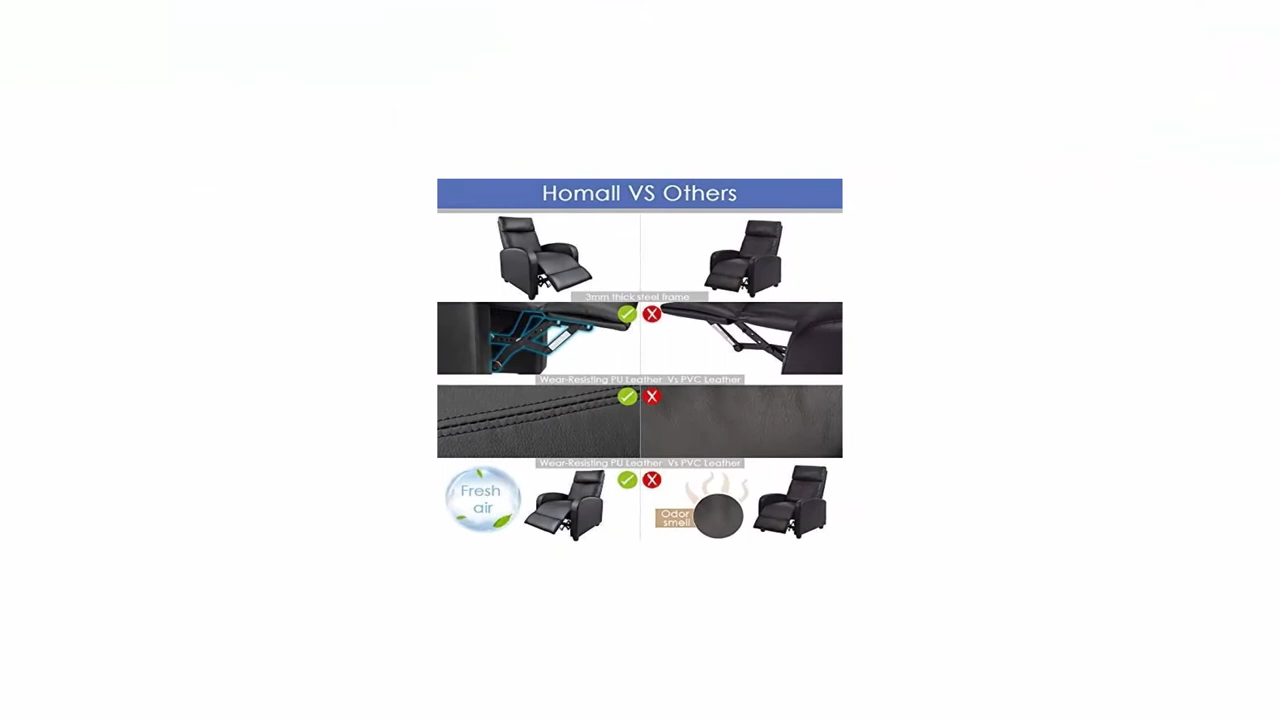 Homall VS Others
3mm thick steel frame
Wear-Resisting PU Leather Vs PVC Leather
Wear-Resisting PU Leather Vs PVC Leather
Fresh
air
Odor
smell